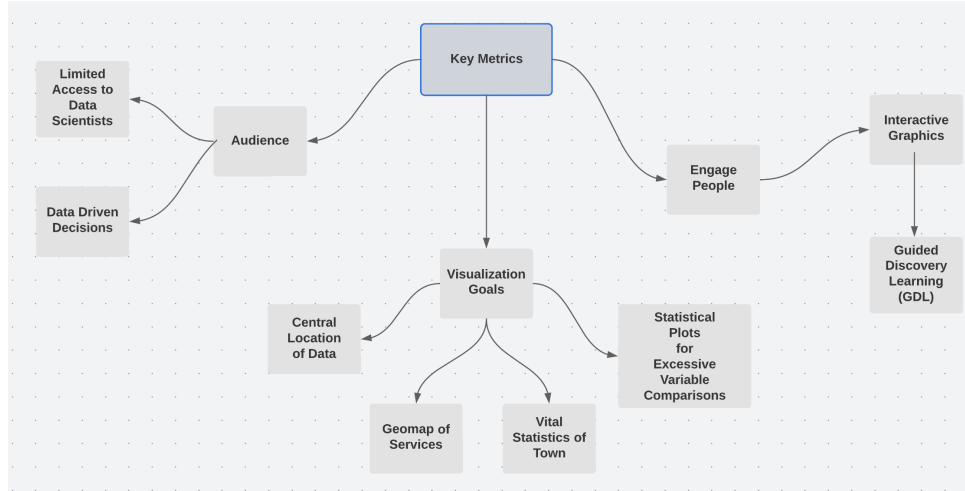 Key Metrics
Limited
Access to
Data
Scientists
Audience
Interactive
Graphics
Engage
People
Data Driven
Decisions
Guided
Discovery
Learning
(GDL)
Visualization
Goals
Central
Location
of Data
Statistical
Plots
for
Excessive
Variable
Comparisons
Geomap of
Services
Vital
Statistics of
Town